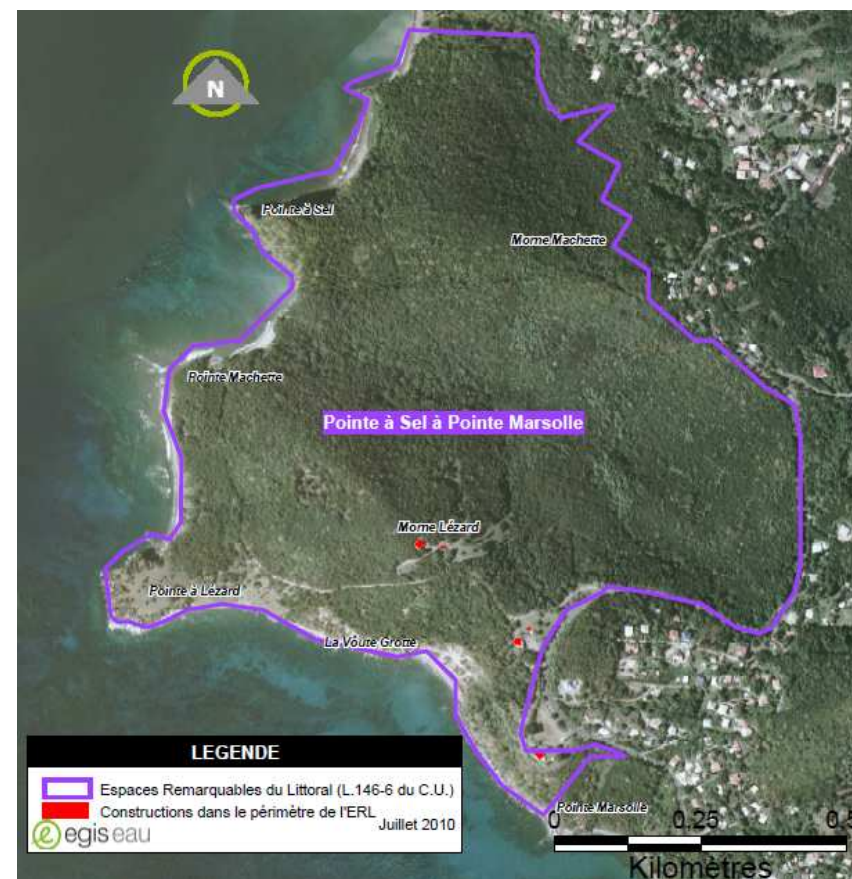 N
Pointe à Sel
Morne Machette
Pointe Machette
Pointe à Sel à Pointe Marsolle
Morne Lézard
Pointe à Lézard
La Vôute Grotte
LEGENDE
Espaces Remarquables du Littoral (L.146-6 du C.U.)
Constructions dans le périmètre de l'ERL
Juillet 2010
egis eau
Pointe Marsolle
0 0,25 0,5
Kilomètres